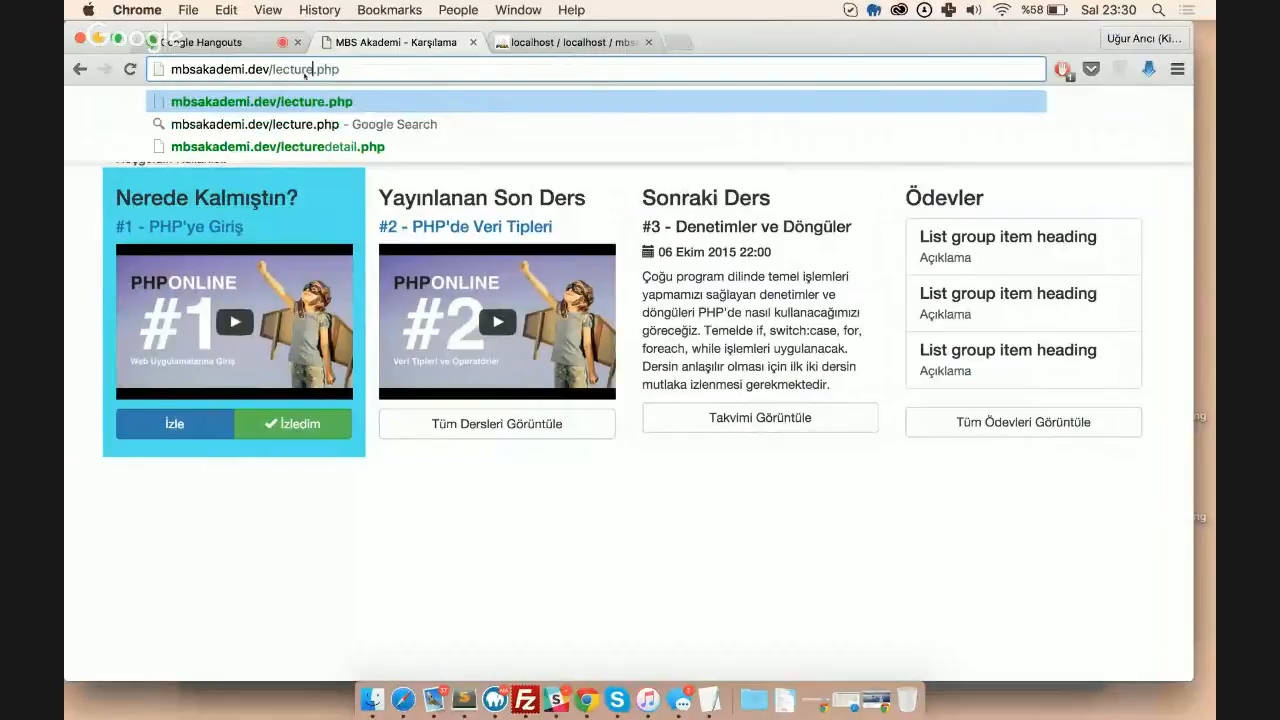 Chrome File Edit View History Bookmarks People Window Help %58 Sal 23:30
Google
Google Hangouts
MBS Akademi - Karşılama
localhost / localhost / mbs
Uğur Arıcı (Ki...
mbsakademi.dev/lecture.php
mbsakademi.dev/lecture.php
mbsakademi.dev/lecture.php - Google Search
mbsakademi.dev/lecturedetail.php
Nerede Kalmıştın?
#1 - PHP'ye Giriş
PHPONLINE
#1
Web Uygulamalarına Giriş
İzle
İzledim
Yayınlanan Son Ders
#2 - PHP'de Veri Tipleri
PHPONLINE
#2
Veri Tipleri ve Operatörler
Tüm Dersleri Görüntüle
Sonraki Ders
#3 - Denetimler ve Döngüler
06 Ekim 2015 22:00
Çoğu program dilinde temel işlemleri
yapmamızı sağlayan denetimler ve
döngüleri PHP'de nasıl kullanacağımızı
göreceğiz. Temelde if, switch:case, for,
foreach, while işlemleri uygulanacak.
Dersin anlaşılır olması için ilk iki dersin
mutlaka izlenmesi gerekmektedir.
Takvimi Görüntüle
Ödevler
List group item heading
Açıklama
List group item heading
Açıklama
List group item heading
Açıklama
Tüm Ödevleri Görüntüle